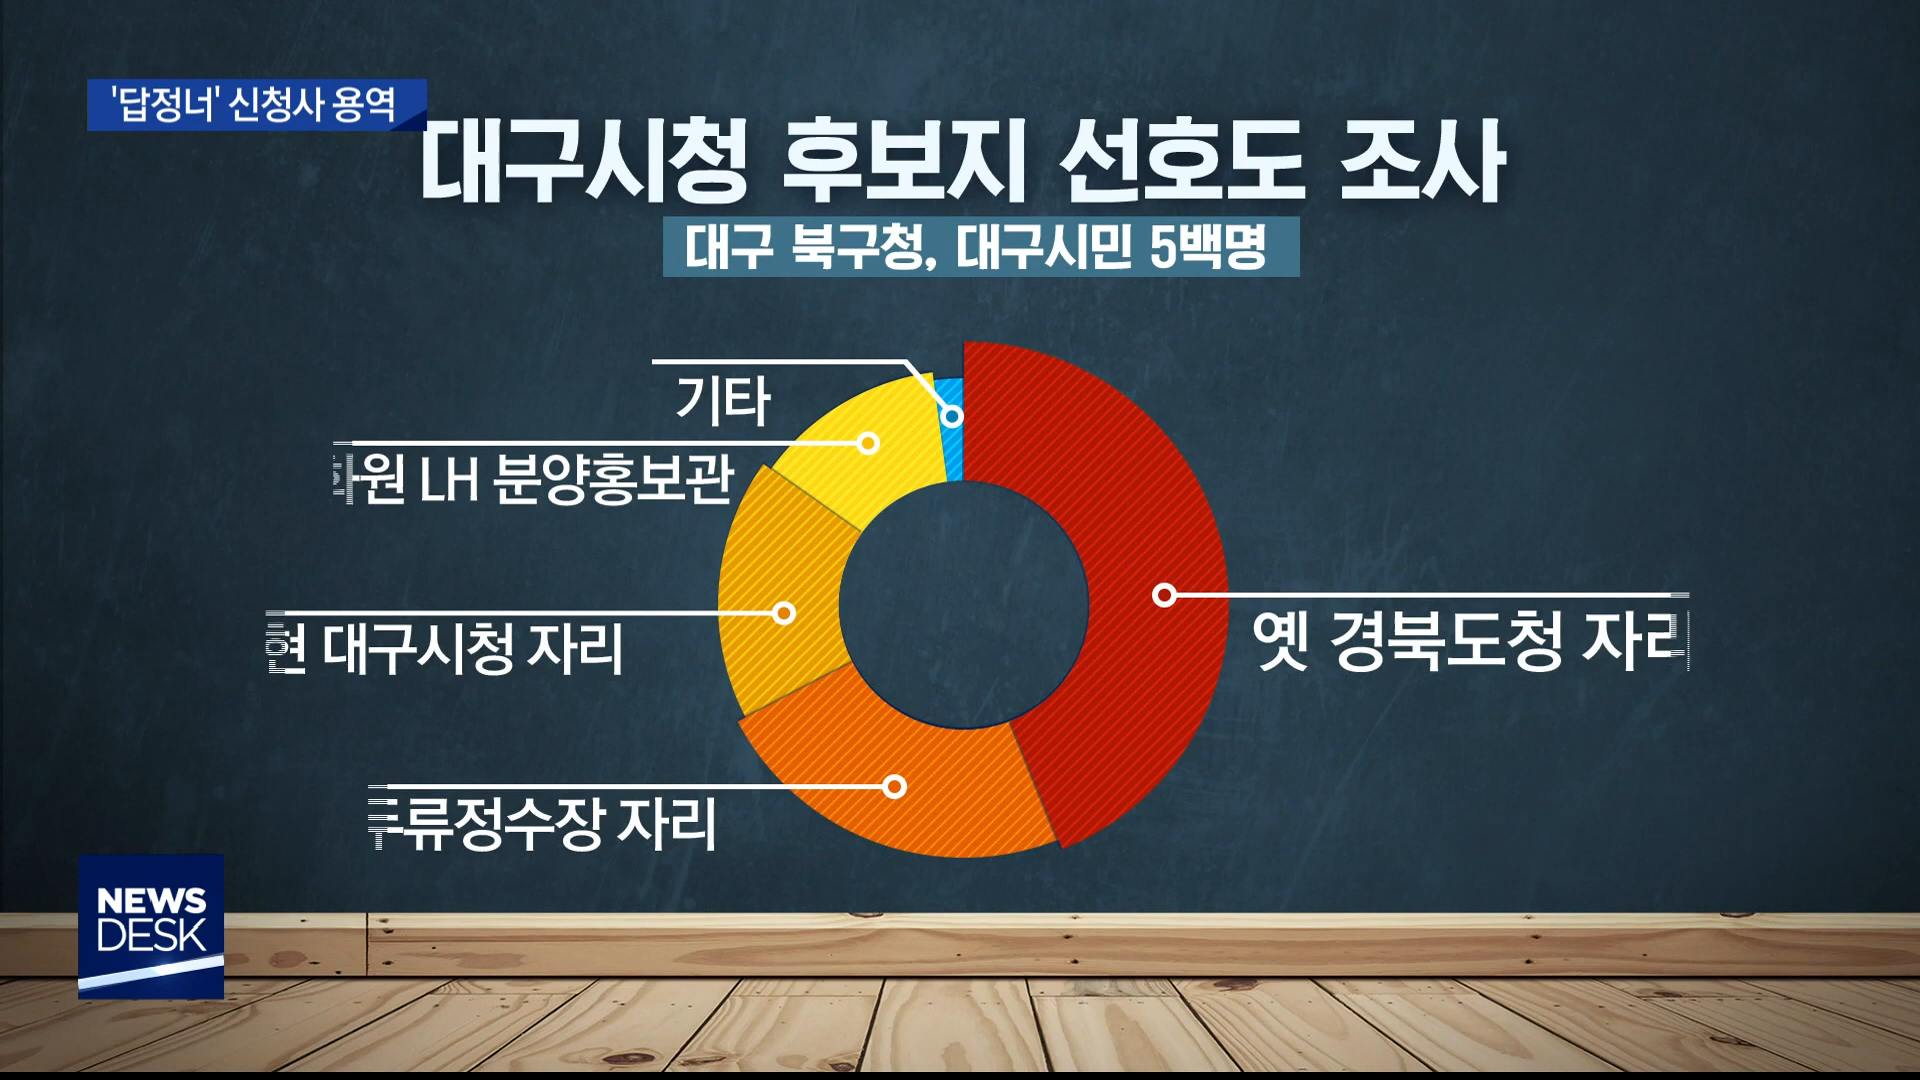 '답정너' 신청사 용역
대구시청 후보지 선호도 조사
대구 북구청, 대구시민 5백명
기타
LH 분양홍보관
현 대구시청 자리
옛 경북도청 자리
두류정수장 자리
NEWS
DESK